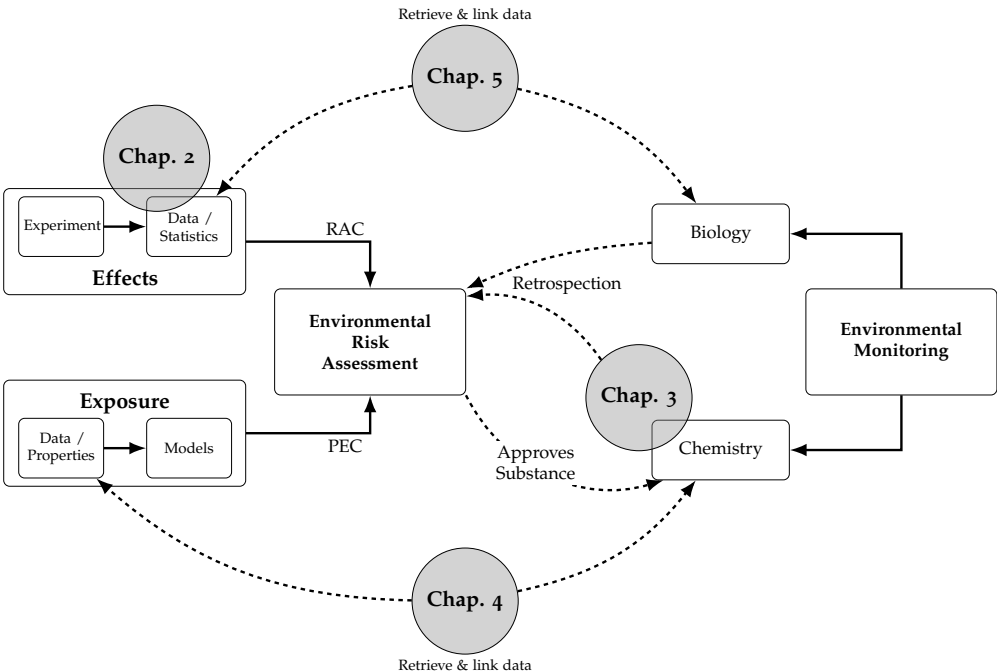 Retrieve & link data
Chap. 5
Chap. 2
Experiment
Data /
Statistics
Effects
RAC
Biology
Retrospection
Environmental
Risk
Assessment
Environmental
Monitoring
Exposure
Data /
Properties
Models
PEC
Chap. 3
Chemistry
Approves
Substance
Chap. 4
Retrieve & link data